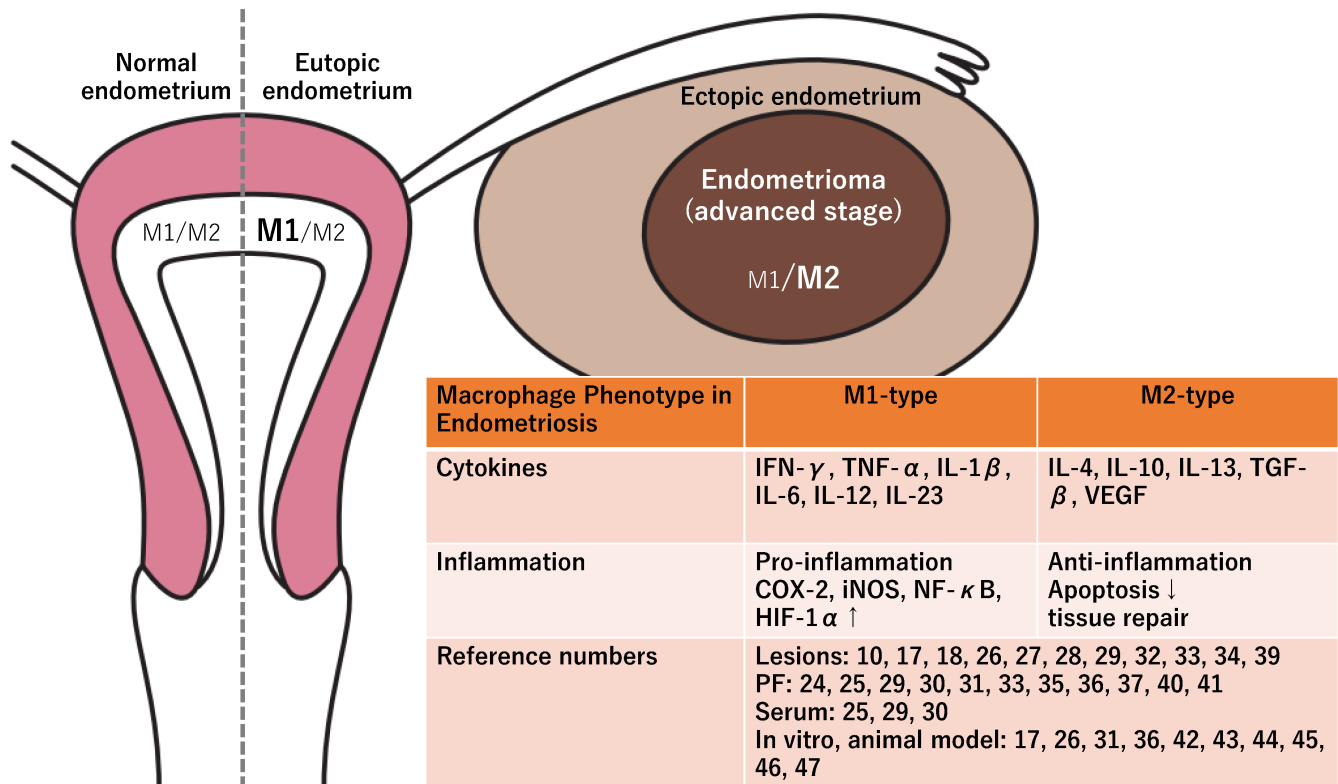 Normal
endometrium
Eutopic
endometrium
M1/M2
M1/M2
Ectopic endometrium
Endometrioma
(advanced stage)
M1/M2
Macrophage Phenotype in
Endometriosis
M1-type
M2-type
Cytokines
IFN-γ, TNF-α, IL-1β,
IL-6, IL-12, IL-23
IL-4, IL-10, IL-13, TGF-
β, VEGF
Inflammation
Pro-inflammation
COX-2, iNOS, NF-κB,
HIF-1α ↑
Anti-inflammation
Apoptosis ↓
tissue repair
Reference numbers
Lesions: 10, 17, 18, 26, 27, 28, 29, 32, 33, 34, 39
PF: 24, 25, 29, 30, 31, 33, 35, 36, 37, 40, 41
Serum: 25, 29, 30
In vitro, animal model: 17, 26, 31, 36, 42, 43, 44, 45,
46, 47